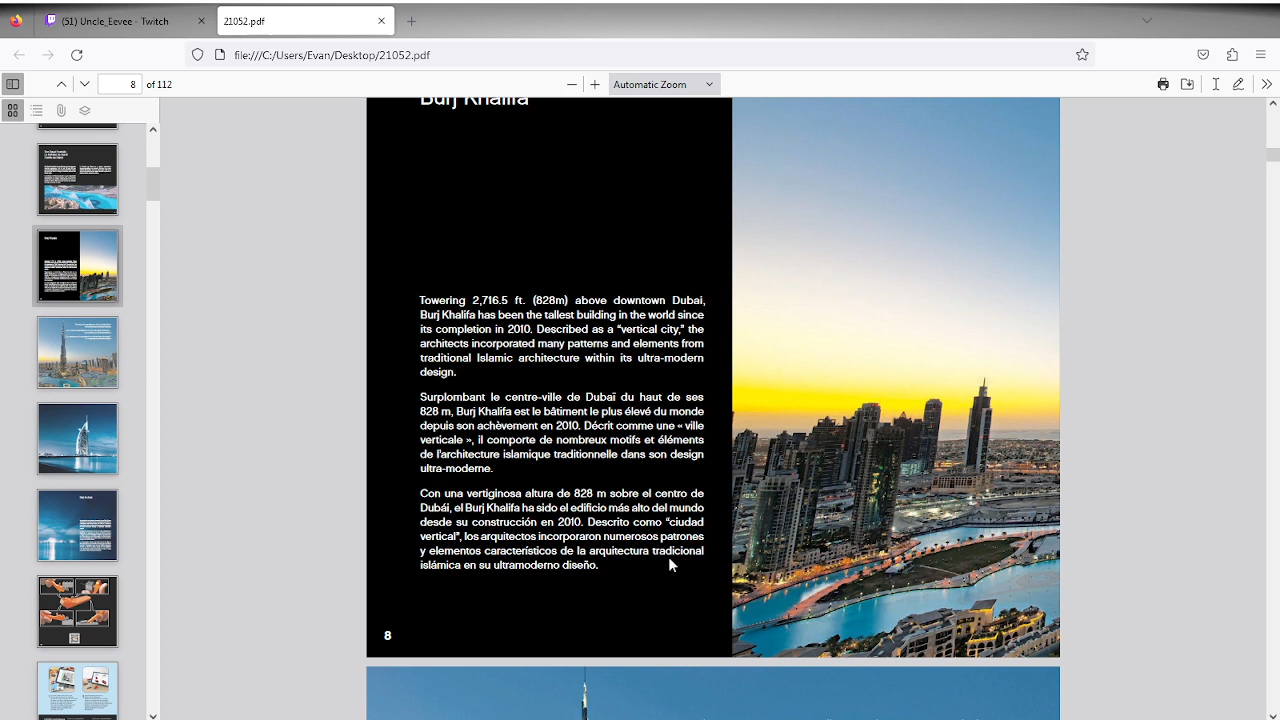 (51) Uncle_Eevee - Twitch
21052.pdf
file:///C:/Users/Evan/Desktop/21052.pdf
8 of 112
Automatic Zoom
Burj Khalifa
Towering 2,716.5 ft. (828m) above downtown Dubai,
Burj Khalifa has been the tallest building in the world since
its completion in 2010. Described as a “vertical city,” the
architects incorporated many patterns and elements from
traditional Islamic architecture within its ultra-modern
design.
Surplombant le centre-ville de Dubaï du haut de ses
828 m, Burj Khalifa est le bâtiment le plus élevé du monde
depuis son achèvement en 2010. Décrit comme une « ville
verticale », il comporte de nombreux motifs et éléments
de l’architecture islamique traditionnelle dans son design
ultra-moderne.
Con una vertiginosa altura de 828 m sobre el centro de
Dubái, el Burj Khalifa ha sido el edificio más alto del mundo
desde su construcción en 2010. Descrito como “ciudad
vertical”, los arquitectos incorporaron numerosos patrones
y elementos característicos de la arquitectura tradicional
islámica en su ultramoderno diseño.
8